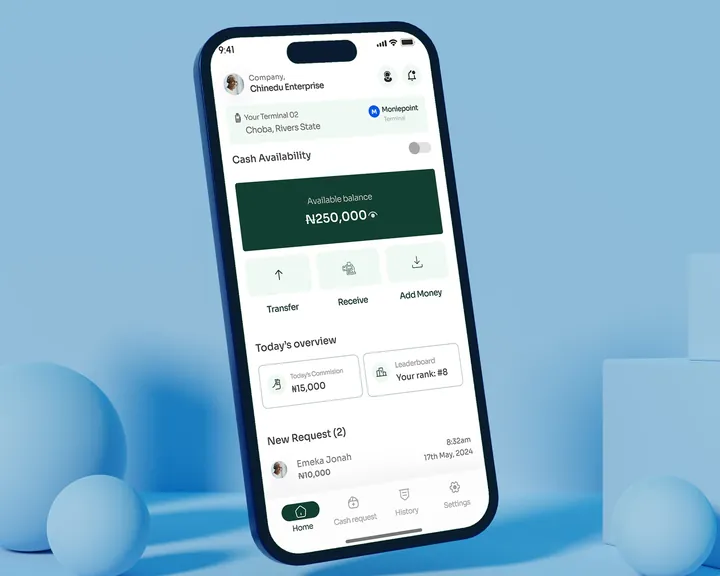 9:41
Company,
Chinedu Enterprise
Your Terminal 02
Choba, Rivers State
M
Moniepoint
Terminal
Cash Availability
Available balance
₦250,000
Transfer
Receive
Add Money
Today's overview
Today's Commision
₦15,000
Leaderboard
Your rank: #8
New Request (2)
Emeka Jonah
₦10,000
8:32am
17th May, 2024
Home
Cash request
History
Settings